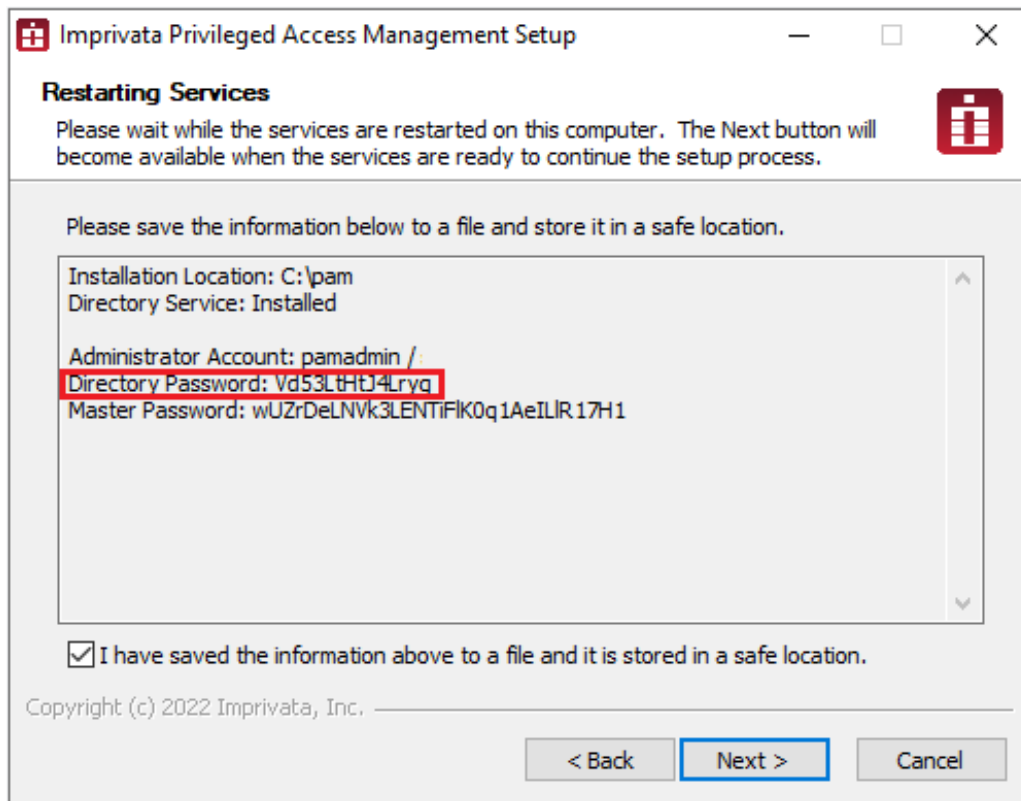 Imprivata Privileged Access Management Setup
Restarting Services
Please wait while the services are restarted on this computer.  The Next button will
become available when the services are ready to continue the setup process.
Please save the information below to a file and store it in a safe location.
Installation Location: C:\pam
Directory Service: Installed
Administrator Account: pamadmin /
Directory Password: Vd53LtHtJ4Lryq
Master Password: wUZrDeLNVk3LENTiFlK0q1AeILlR17H1
I have saved the information above to a file and it is stored in a safe location.
Copyright (c) 2022 Imprivata, Inc.
< Back
Next >
Cancel